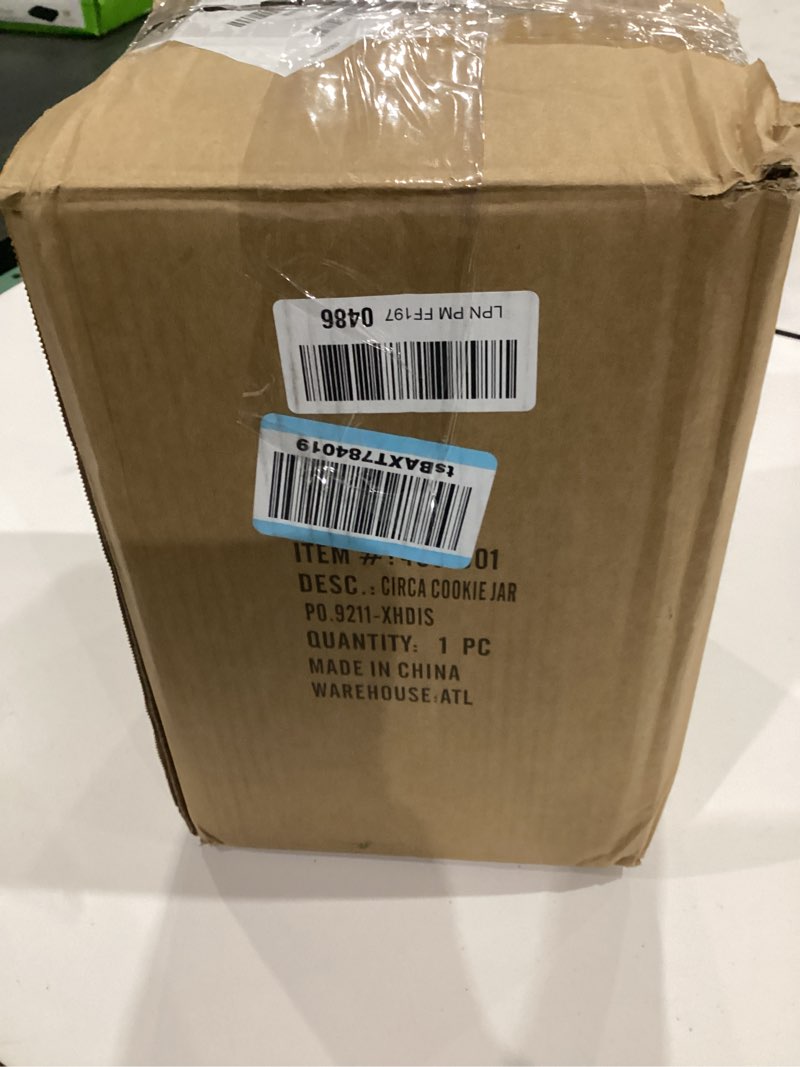 LPN PM FF197 0486
tsBAXT784019
ITEM #:
DESC.: CIRCA COOKIE JAR
PO.9211-XHDIS
QUANTITY: 1 PC
MADE IN CHINA
WAREHOUSE:ATL